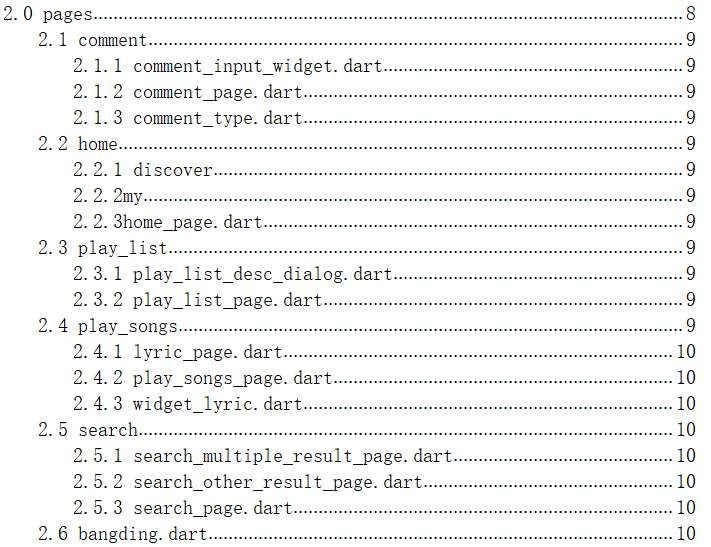 2.0 pages........8
2.1 comment........9
2.1.1 comment_input_widget.dart........9
2.1.2 comment_page.dart........9
2.1.3 comment_type.dart........9
2.2 home........9
2.2.1 discover........9
2.2.2my........9
2.2.3home_page.dart........9
2.3 play_list........9
2.3.1 play_list_desc_dialog.dart........9
2.3.2 play_list_page.dart........9
2.4 play_songs........9
2.4.1 lyric_page.dart........10
2.4.2 play_songs_page.dart........10
2.4.3 widget_lyric.dart........10
2.5 search........10
2.5.1 search_multiple_result_page.dart........10
2.5.2 search_other_result_page.dart........10
2.5.3 search_page.dart........10
2.6 bangding.dart........10